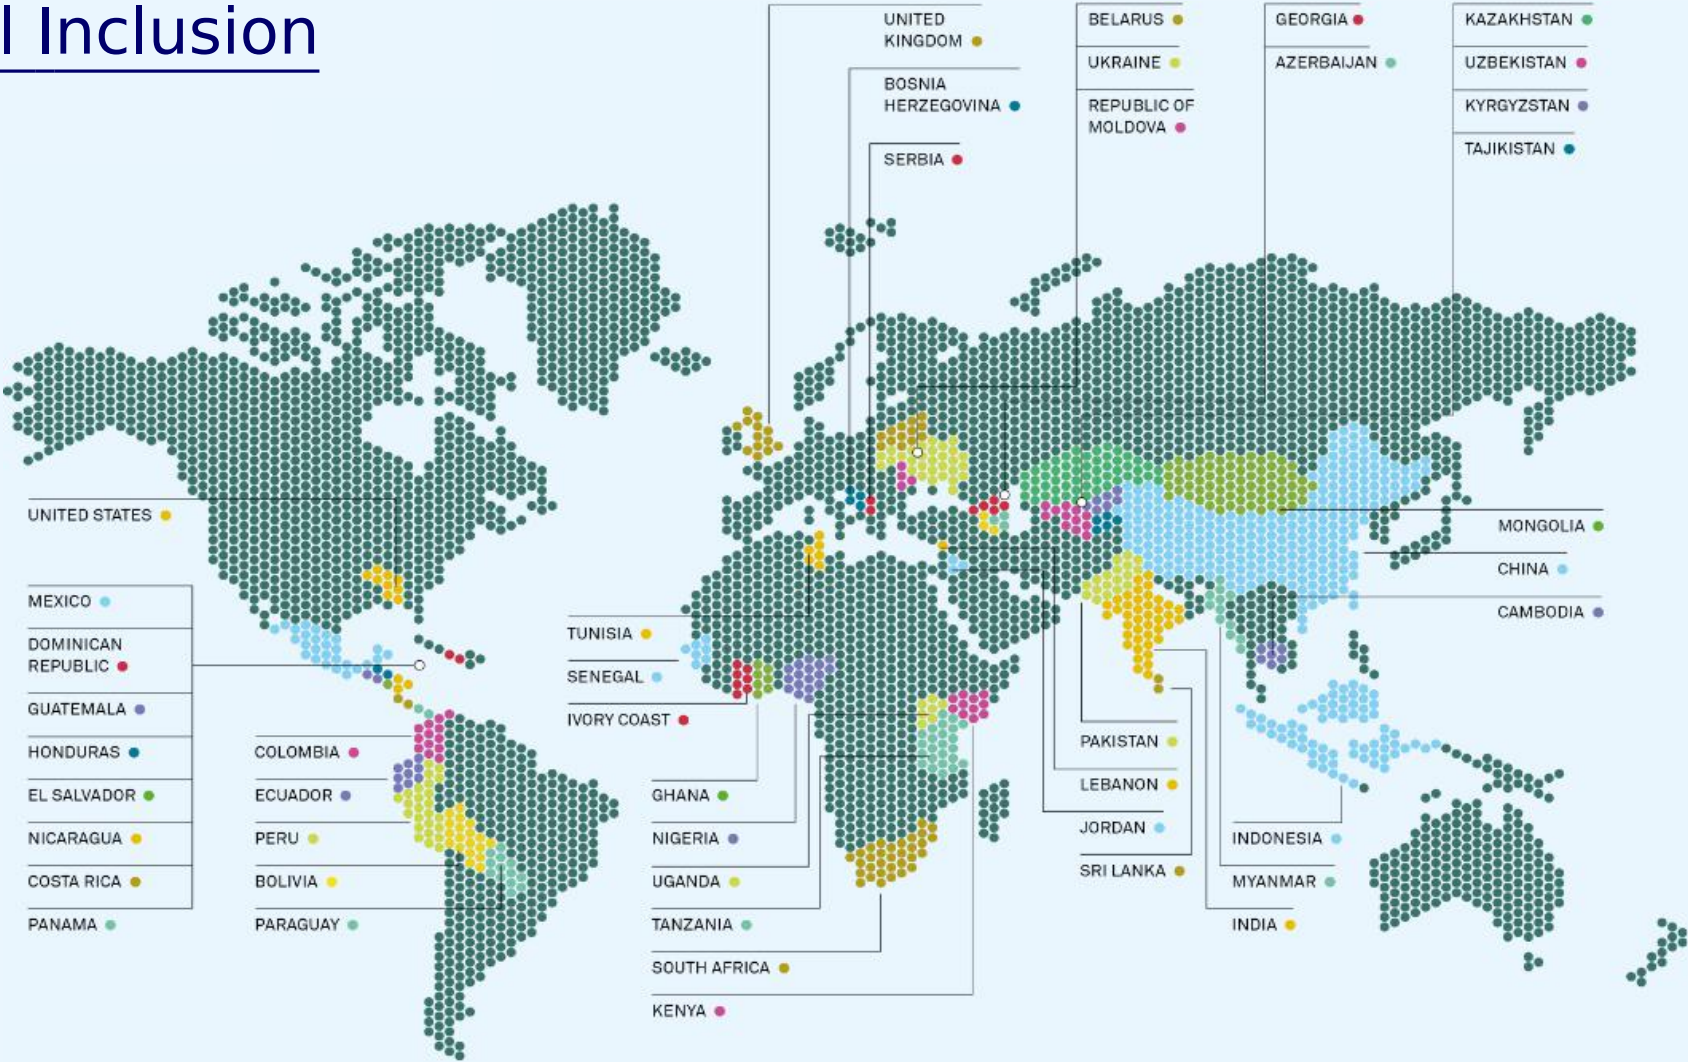 l Inclusion
UNITED
KINGDOM
BOSNIA
HERZEGOVINA
SERBIA
BELARUS
UKRAINE
REPUBLIC OF
MOLDOVA
GEORGIA
AZERBAIJAN
KAZAKHSTAN
UZBEKISTAN
KYRGYZSTAN
TAJIKISTAN
UNITED STATES
MEXICO
DOMINICAN
REPUBLIC
GUATEMALA
HONDURAS
EL SALVADOR
NICARAGUA
COSTA RICA
PANAMA
COLOMBIA
ECUADOR
PERU
BOLIVIA
PARAGUAY
TUNISIA
SENEGAL
IVORY COAST
GHANA
NIGERIA
UGANDA
TANZANIA
SOUTH AFRICA
KENYA
PAKISTAN
LEBANON
JORDAN
SRI LANKA
INDONESIA
MYANMAR
INDIA
MONGOLIA
CHINA
CAMBODIA